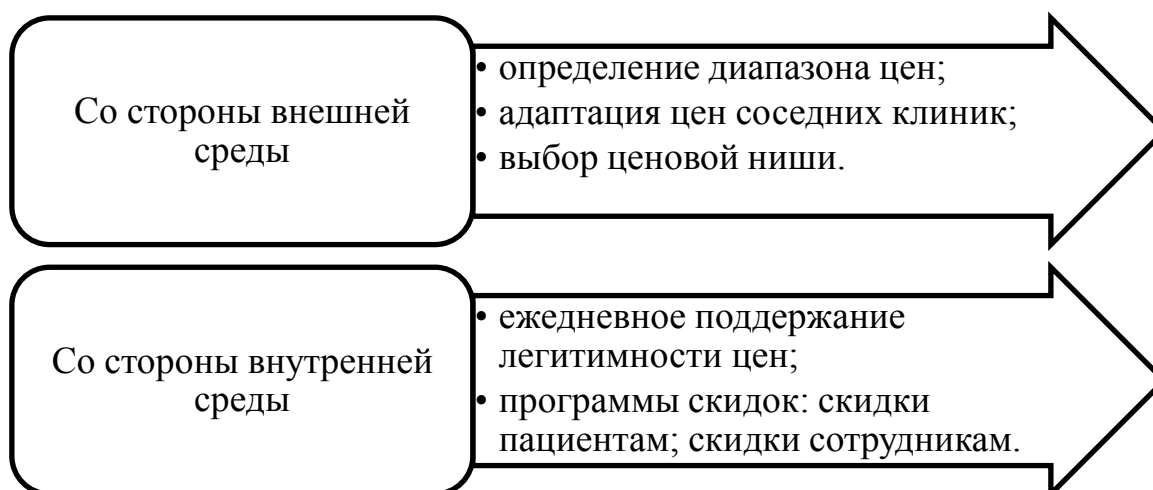 Со стороны внешней
среды
• определение диапазона цен;
• адаптация цен соседних клиник;
• выбор ценовой ниши.
Со стороны внутренней
среды
• ежедневное поддержание
легитимности цен;
• программы скидок: скидки
пациентам; скидки сотрудникам.